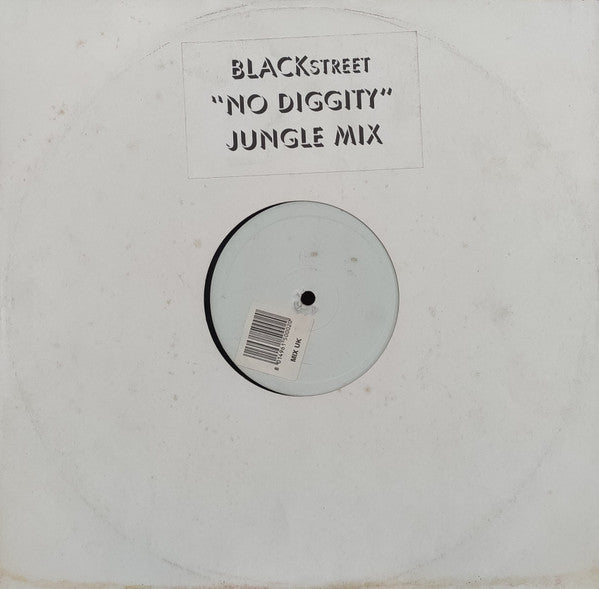 BLACKSTREET
"NO DIGGITY"
JUNGLE MIX
MIX UK